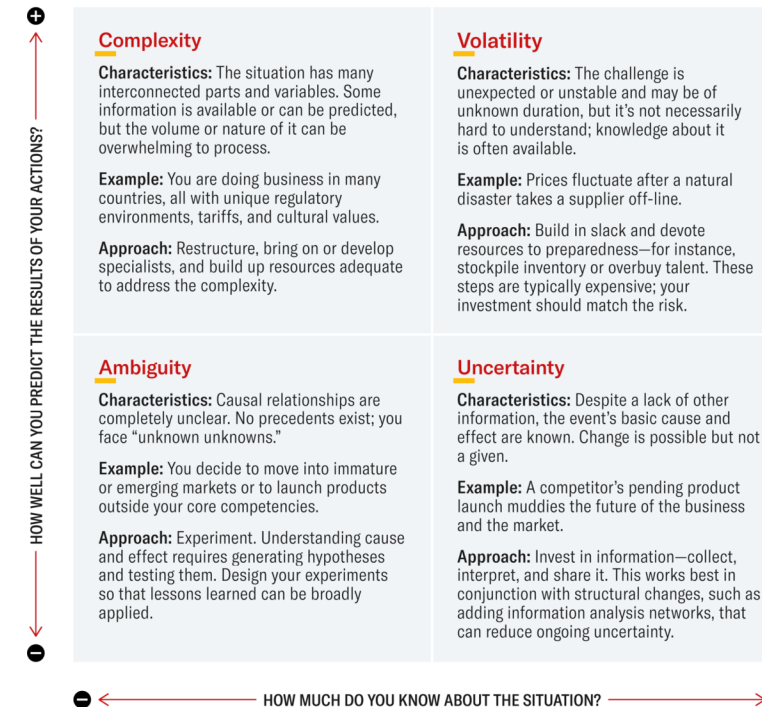 HOW WELL CAN YOU PREDICT THE RESULTS OF YOUR ACTIONS?
Complexity
Characteristics: The situation has many
interconnected parts and variables. Some
information is available or can be predicted,
but the volume or nature of it can be
overwhelming to process.
Example: You are doing business in many
countries, all with unique regulatory
environments, tariffs, and cultural values.
Approach: Restructure, bring on or develop
specialists, and build up resources adequate
to address the complexity.
Volatility
Characteristics: The challenge is
unexpected or unstable and may be of
unknown duration, but it’s not necessarily
hard to understand; knowledge about it
is often available.
Example: Prices fluctuate after a natural
disaster takes a supplier off-line.
Approach: Build in slack and devote
resources to preparedness—for instance,
stockpile inventory or overbuy talent. These
steps are typically expensive; your
investment should match the risk.
Ambiguity
Characteristics: Causal relationships are
completely unclear. No precedents exist; you
face “unknown unknowns.”
Example: You decide to move into immature
or emerging markets or to launch products
outside your core competencies.
Approach: Experiment. Understanding cause
and effect requires generating hypotheses
and testing them. Design your experiments
so that lessons learned can be broadly
applied.
Uncertainty
Characteristics: Despite a lack of other
information, the event’s basic cause and
effect are known. Change is possible but not
a given.
Example: A competitor’s pending product
launch muddies the future of the business
and the market.
Approach: Invest in information—collect,
interpret, and share it. This works best in
conjunction with structural changes, such as
adding information analysis networks, that
can reduce ongoing uncertainty.
HOW MUCH DO YOU KNOW ABOUT THE SITUATION?